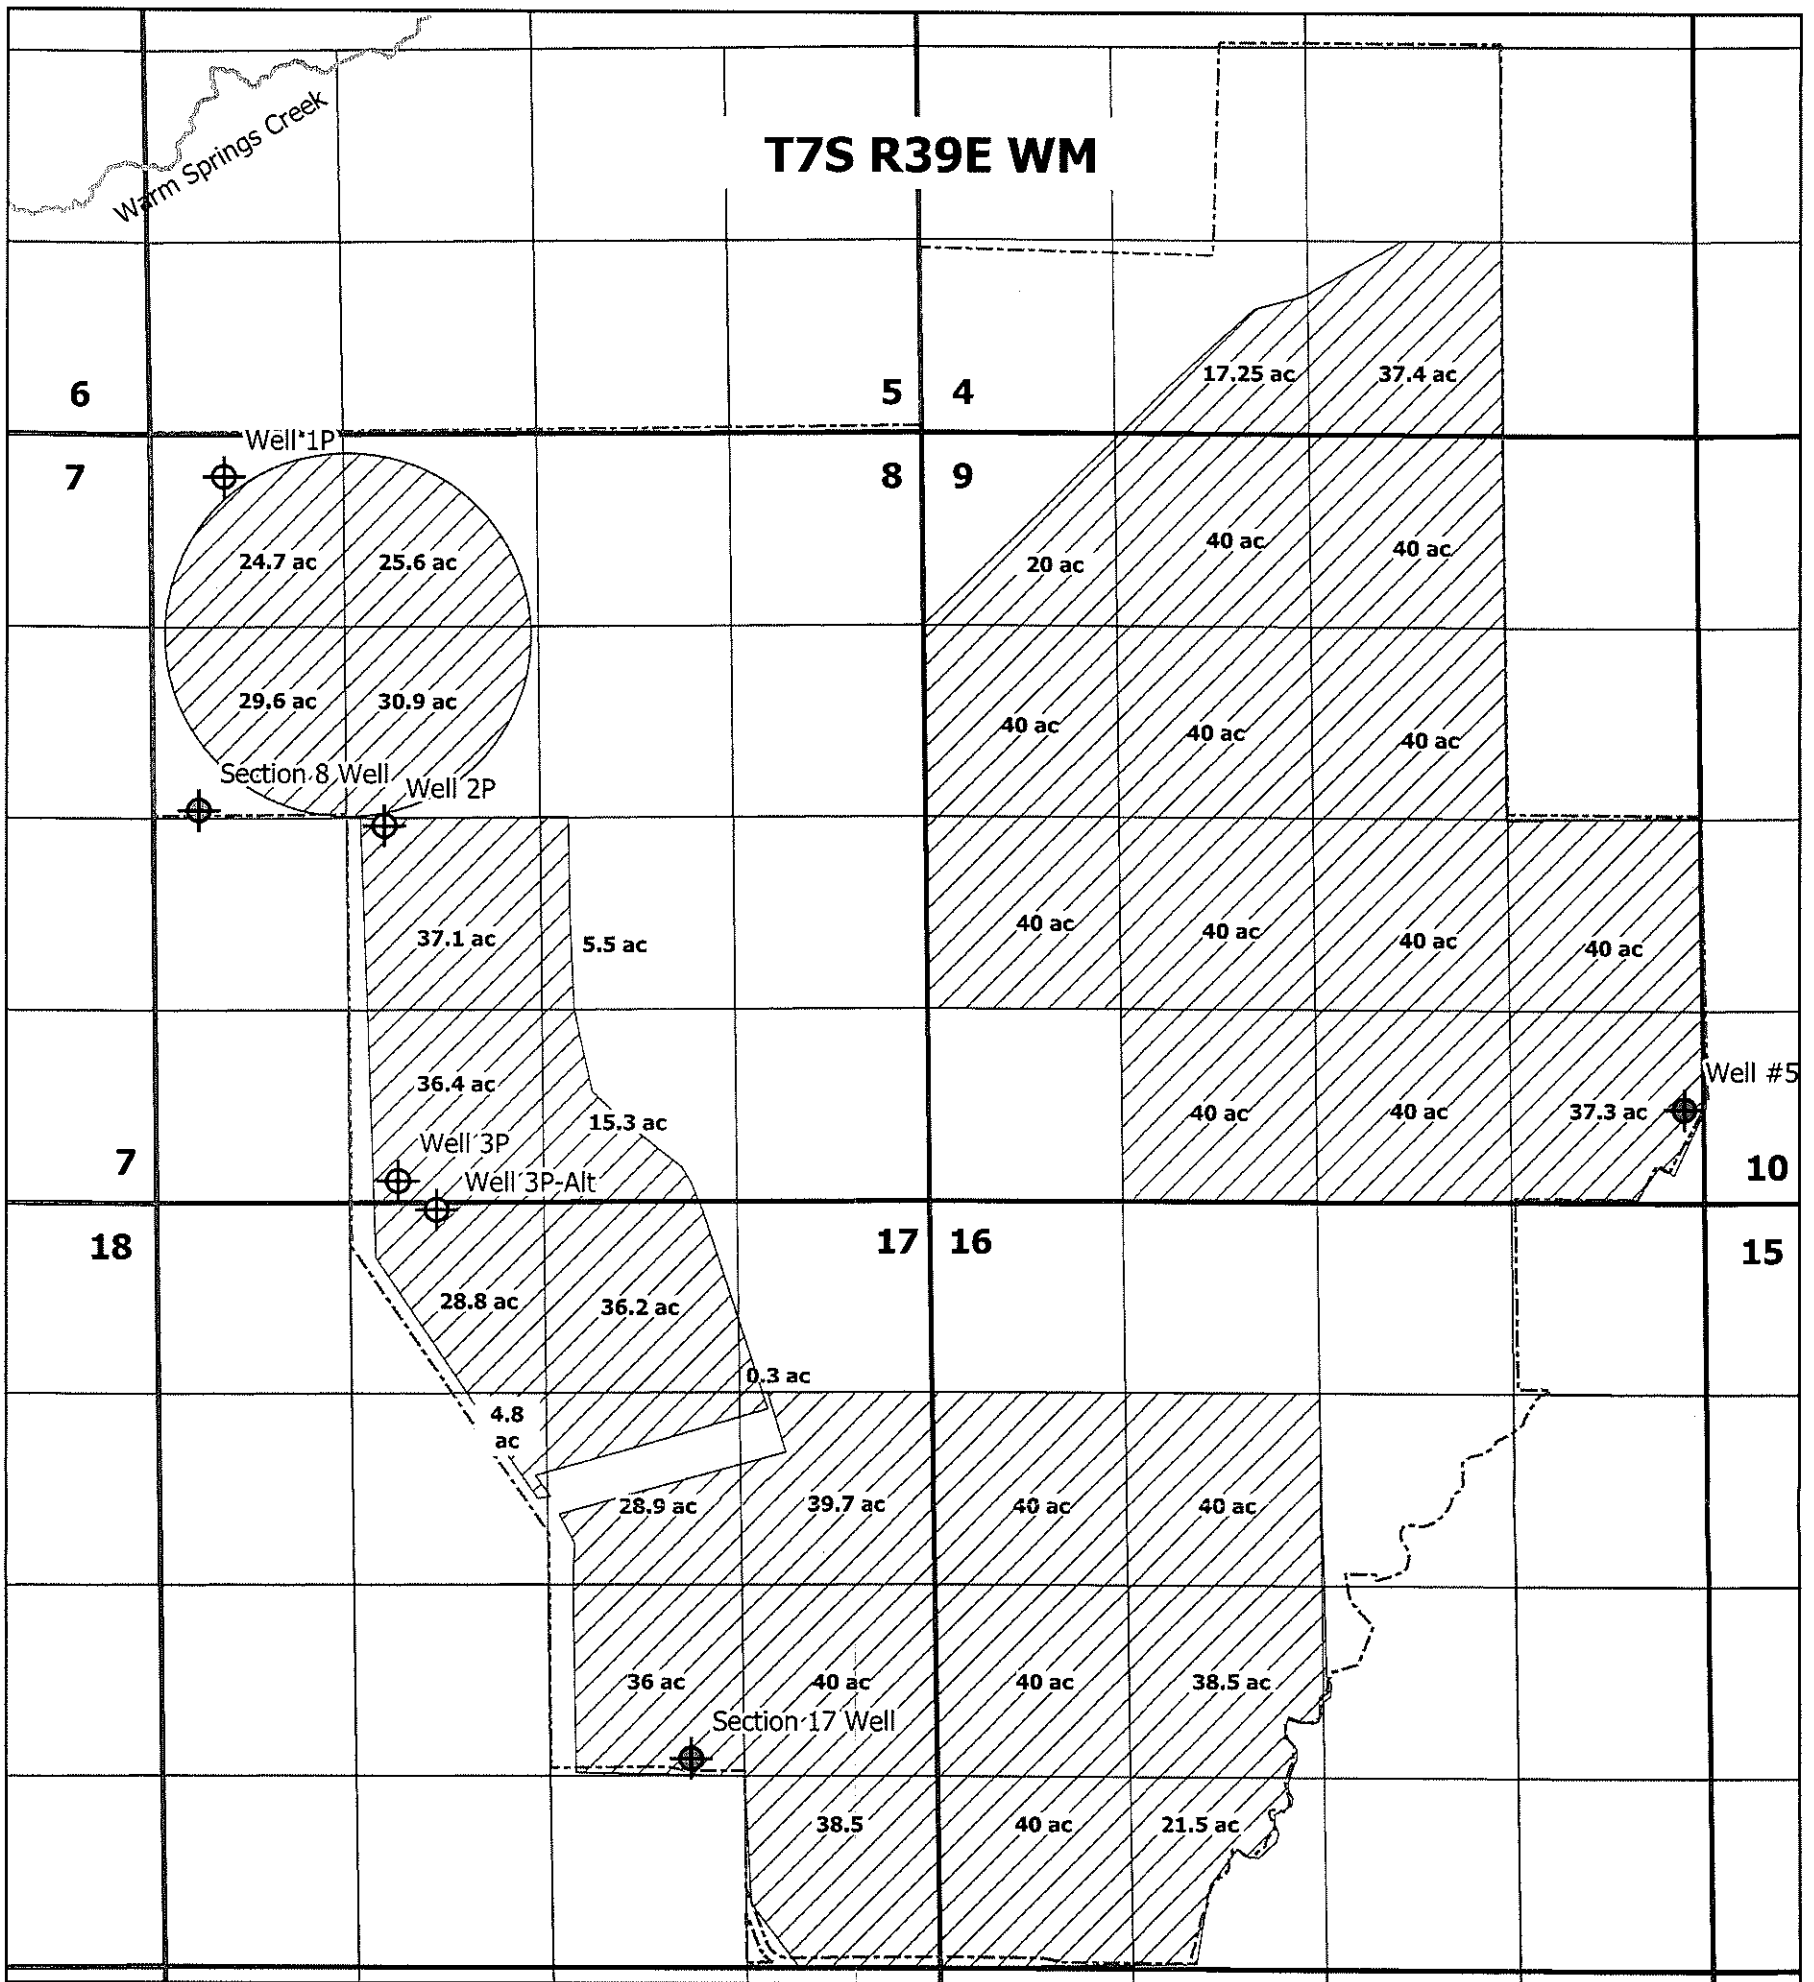 T7S R39E WM
Warm Springs Creek
17.25 ac
37.4 ac
6
5
4
Well 1P
7
8
9
24.7 ac
25.6 ac
20 ac
40 ac
40 ac
29.6 ac
30.9 ac
40 ac
40 ac
40 ac
Section 8 Well
Well 2P
37.1 ac
5.5 ac
40 ac
40 ac
40 ac
40 ac
Well #5
36.4 ac
15.3 ac
40 ac
40 ac
37.3 ac
Well 3P
7
10
Well 3P-Alt
18
17
16
15
28.8 ac
36.2 ac
0.3 ac
4.8
ac
28.9 ac
39.7 ac
40 ac
40 ac
36 ac
40 ac
40 ac
38.5 ac
Section 17 Well
38.5
40 ac
21.5 ac